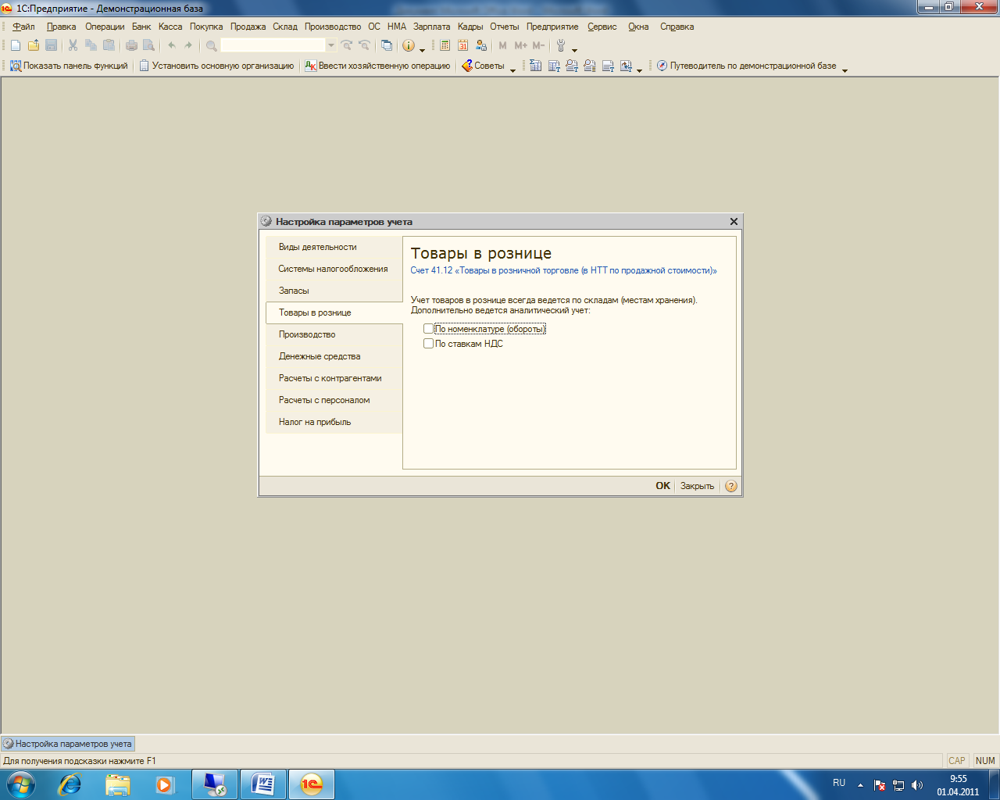 1С:Предприятие - Демонстрационная база
Файл Правка Операции Банк Касса Покупка Продажа Склад Производство ОС НМА Зарплата Кадры Отчеты Предприятие Сервис Окна Справка
31 M M+ M-
Показать панель функций Установить основную организацию Ввести хозяйственную операцию Советы Путеводитель по демонстрационной базе
Настройка параметров учета
Виды деятельности
Системы налогообложения
Запасы
Товары в рознице
Производство
Денежные средства
Расчеты с контрагентами
Расчеты с персоналом
Налог на прибыль
Товары в рознице
Счет 41.12 «Товары в розничной торговле (в НТТ по продажной стоимости)»
Учет товаров в рознице всегда ведется по складам (местам хранения).
Дополнительно ведется аналитический учет:
По номенклатуре (обороты)
По ставкам НДС
OK Закрыть ?
Настройка параметров учета
Для получения подсказки нажмите F1
CAP NUM
RU
9:55
01.04.2011